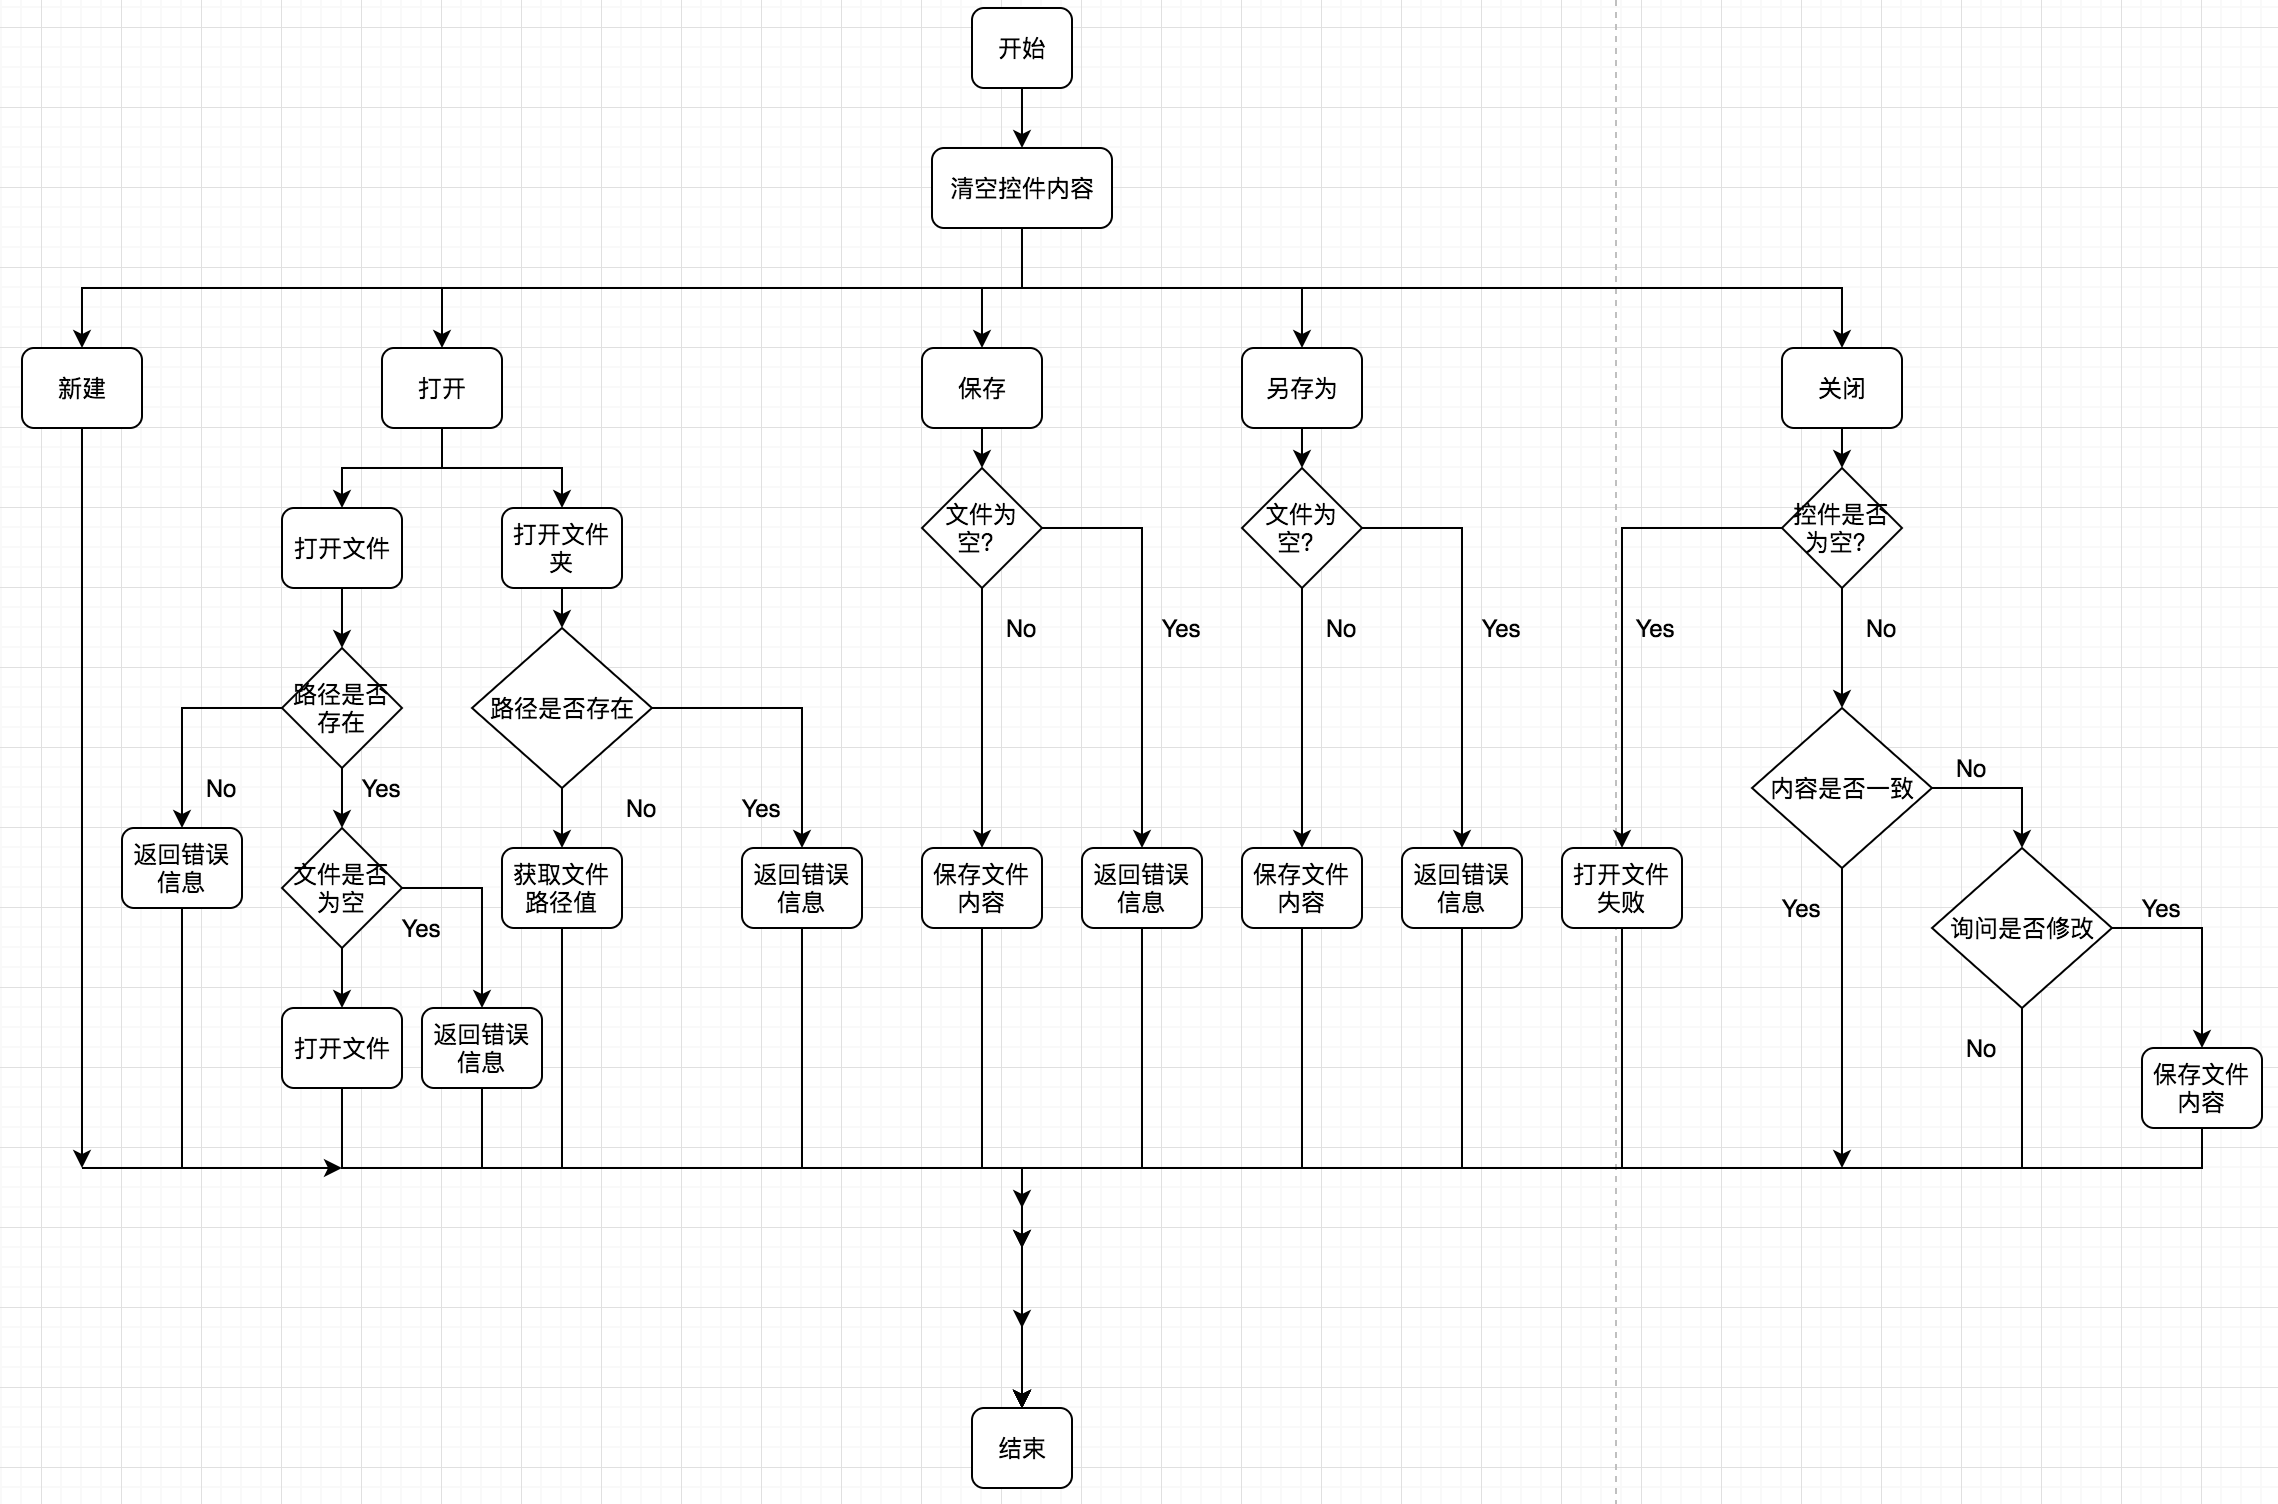 开始
清空控件内容
新建
打开
保存
另存为
关闭
打开文件
打开文件
夹
文件为
空？
文件为
空？
控件是否
为空？
No
Yes
No
Yes
Yes
No
路径是否
存在
路径是否存在
No
Yes
No
Yes
内容是否一致
No
返回错误
信息
文件是否
为空
Yes
获取文件
路径值
返回错误
信息
保存文件
内容
返回错误
信息
保存文件
内容
返回错误
信息
打开文件
失败
Yes
询问是否修改
Yes
打开文件
返回错误
信息
No
保存文件
内容
结束